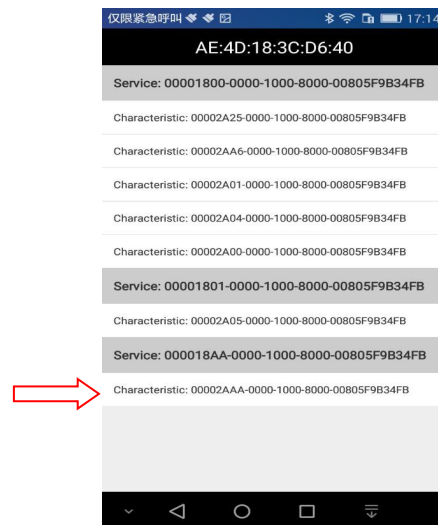 仅限紧急呼叫 17:14
AE:4D:18:3C:D6:40
Service: 00001800-0000-1000-8000-00805F9B34FB
Characteristic: 00002A25-0000-1000-8000-00805F9B34FB
Characteristic: 00002AA6-0000-1000-8000-00805F9B34FB
Characteristic: 00002A01-0000-1000-8000-00805F9B34FB
Characteristic: 00002A04-0000-1000-8000-00805F9B34FB
Characteristic: 00002A00-0000-1000-8000-00805F9B34FB
Service: 00001801-0000-1000-8000-00805F9B34FB
Characteristic: 00002A05-0000-1000-8000-00805F9B34FB
Service: 000018AA-0000-1000-8000-00805F9B34FB
Characteristic: 00002AAA-0000-1000-8000-00805F9B34FB